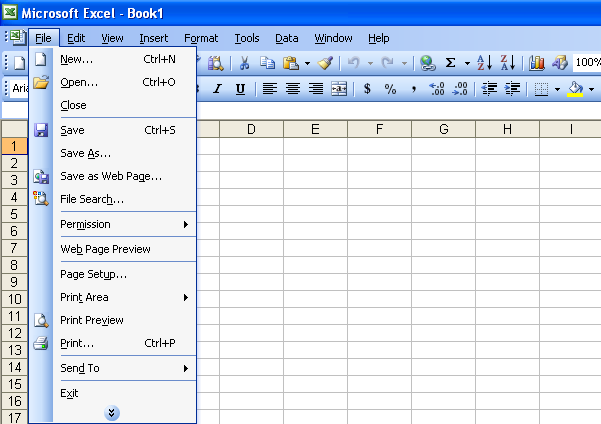 Microsoft Excel - Book1
File Edit View Insert Format Tools Data Window Help
New... Ctrl+N
Σ 100%
Open... Ctrl+O
I U $ % , .00 .00
Close
Save Ctrl+S
D E F G H I
Save As...
Save as Web Page...
File Search...
Permission
Web Page Preview
Page Setup...
Print Area
Print Preview
Print... Ctrl+P
Send To
Exit
1
2
3
4
5
6
7
8
9
10
11
12
13
14
15
16
17